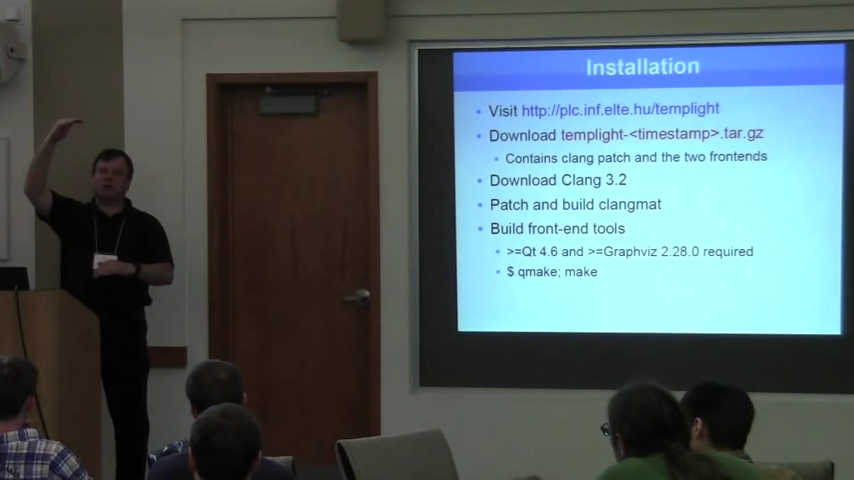 Installation
Visit http://plc.inf.elte.hu/templight
Download templight-<timestamp>.tar.gz
Contains clang patch and the two frontends
Download Clang 3.2
Patch and build clangmat
Build front-end tools
>=Qt 4.6 and >=Graphviz 2.28.0 required
$ qmake; make